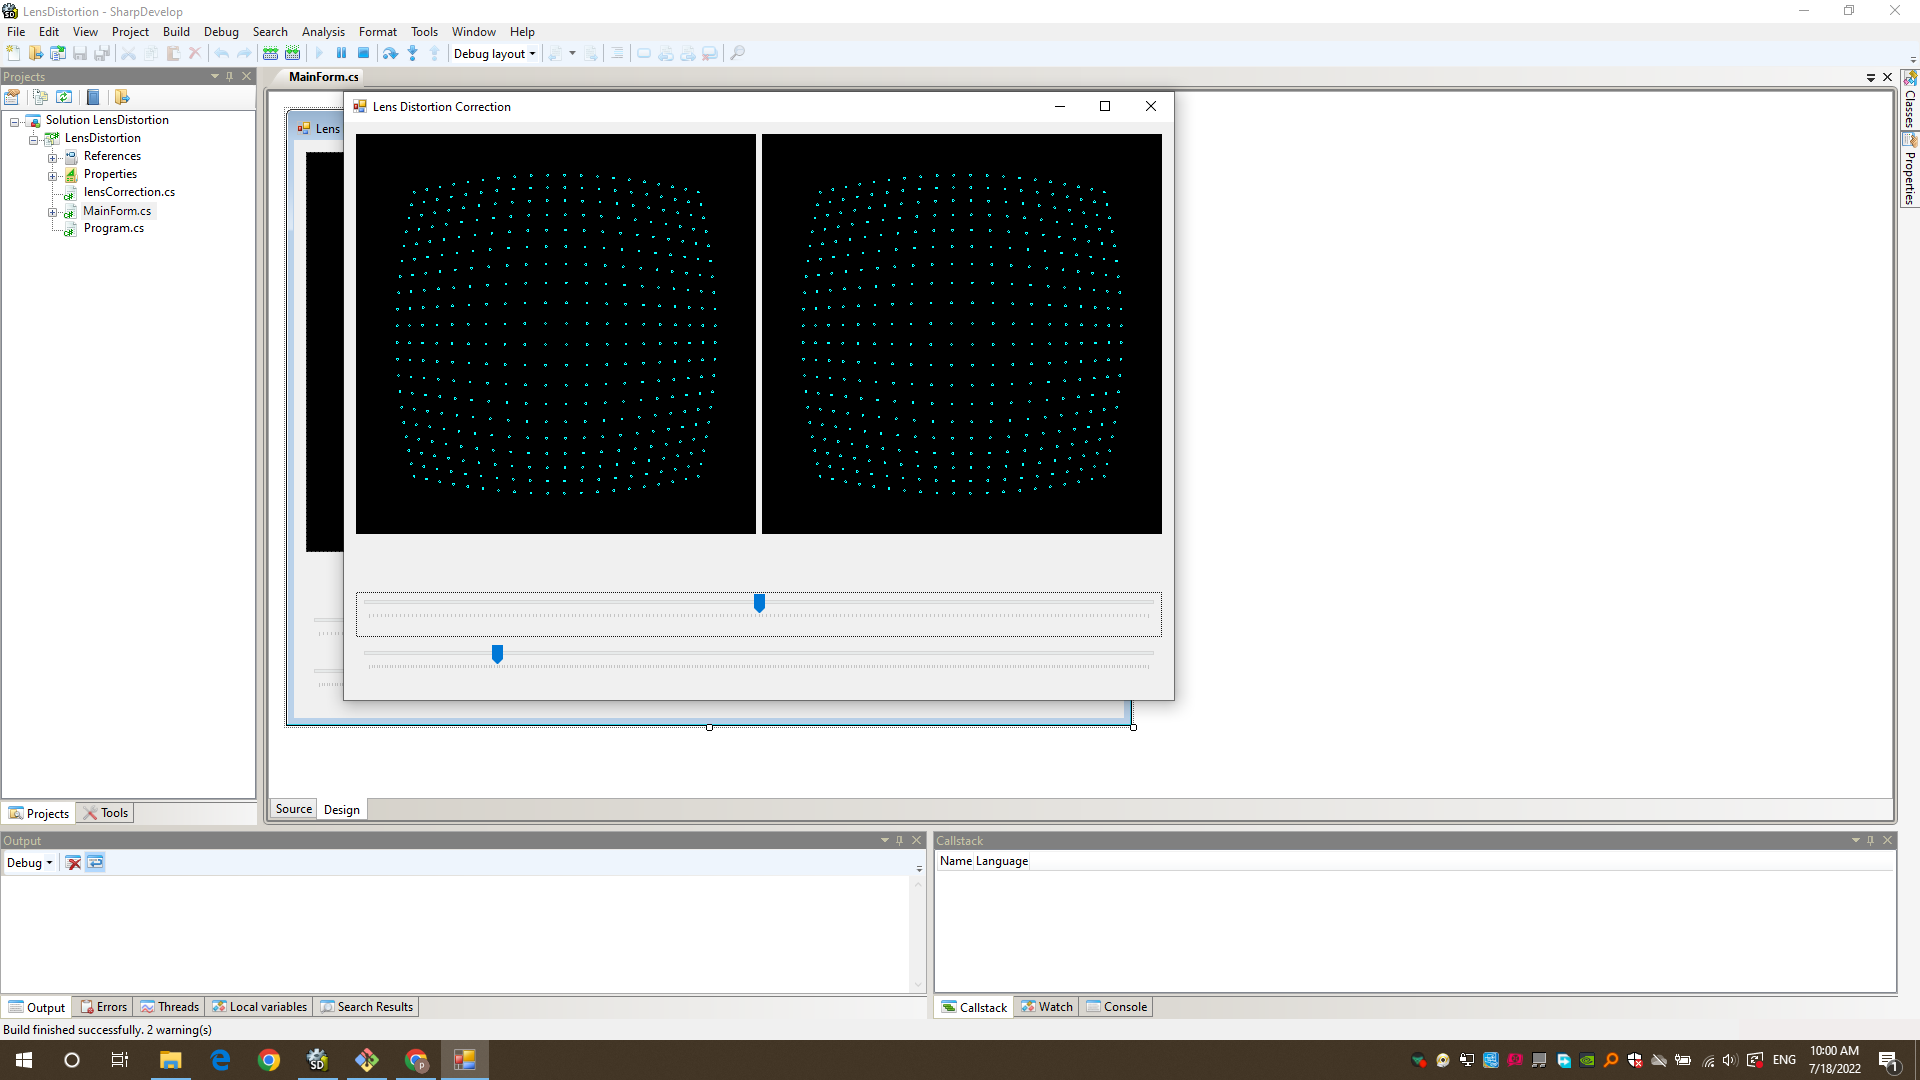 LensDistortion - SharpDevelop
File Edit View Project Build Debug Search Analysis Format Tools Window Help
Debug layout
Projects
MainForm.cs
Solution LensDistortion
LensDistortion
References
Properties
lensCorrection.cs
MainForm.cs
Program.cs
Lens
Lens Distortion Correction
Classes
Properties
Projects Tools
Source Design
Output
Debug
Callstack
Name Language
Output Errors Threads Local variables Search Results
Callstack Watch Console
Build finished successfully. 2 warning(s)
SD
P
ENG
10:00 AM
7/18/2022
1